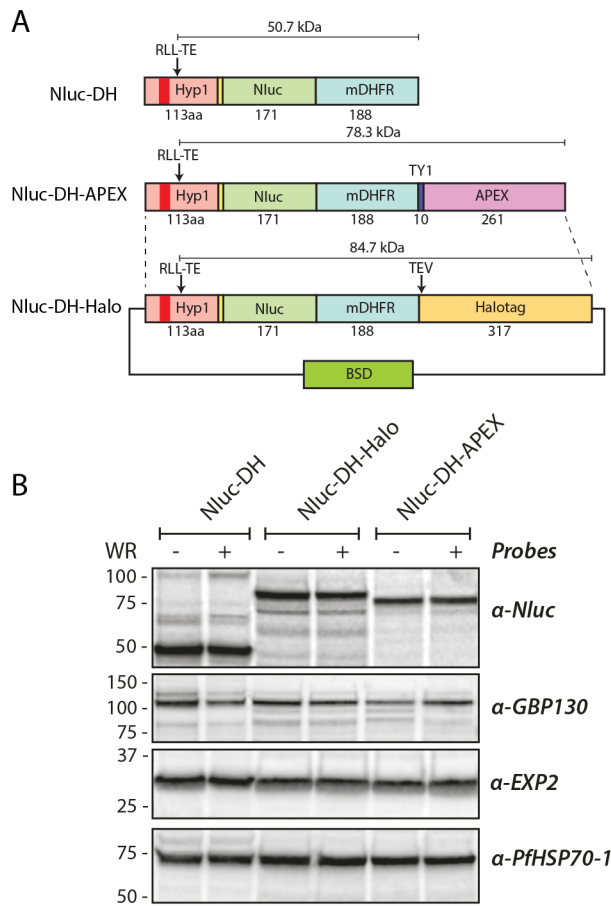 A
50.7 kDa
RLL-TE
Nluc-DH
Hyp1 Nluc mDHFR
113aa 171 188
78.3 kDa
RLL-TE
TY1
Nluc-DH-APEX
Hyp1 Nluc mDHFR APEX
113aa 171 188 10 261
84.7 kDa
RLL-TE
TEV
Nluc-DH-Halo
Hyp1 Nluc mDHFR Halotag
113aa 171 188 317
BSD
B
Nluc-DH Nluc-DH-Halo Nluc-DH-APEX
WR - + - + - + Probes
100 -
75 -
50 -
α-Nluc
150 -
100 -
75 -
α-GBP130
37 -
25 -
α-EXP2
75 -
50 -
α-PfHSP70-1